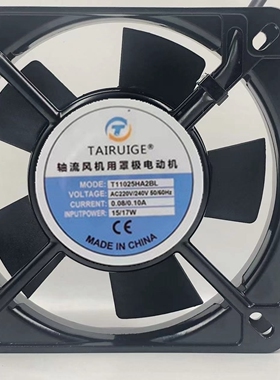 T
TAIRUIGE®
轴流风机用罩极电动机
MODEL: T11025HA2BL
VOLTAGE: AC220V/240V 50/60Hz
CURRENT: 0.08/0.10A
INPUTPOWER: 15/17W
CE MADE IN CHINA